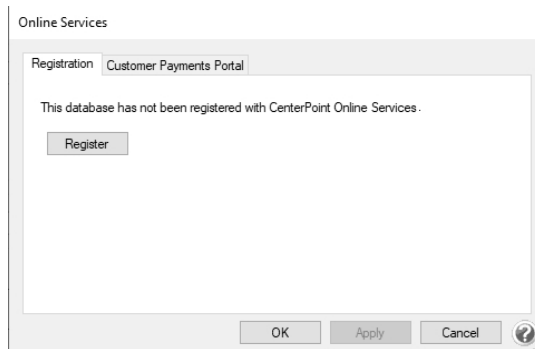 Online Services
Registration Customer Payments Portal
This database has not been registered with CenterPoint Online Services.
Register
OK Apply Cancel ?